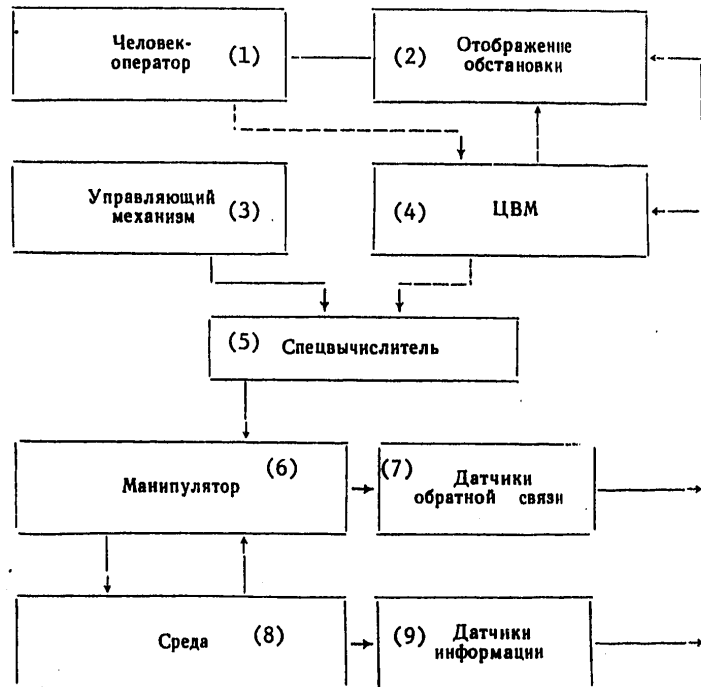 Человек-
оператор (1)
(2) Отображение
обстановки
Управляющий
механизм (3)
(4) ЦВМ
(5) Спецвычислитель
Манипулятор (6)
(7) Датчики
обратной связи
Среда (8)
(9) Датчики
информации